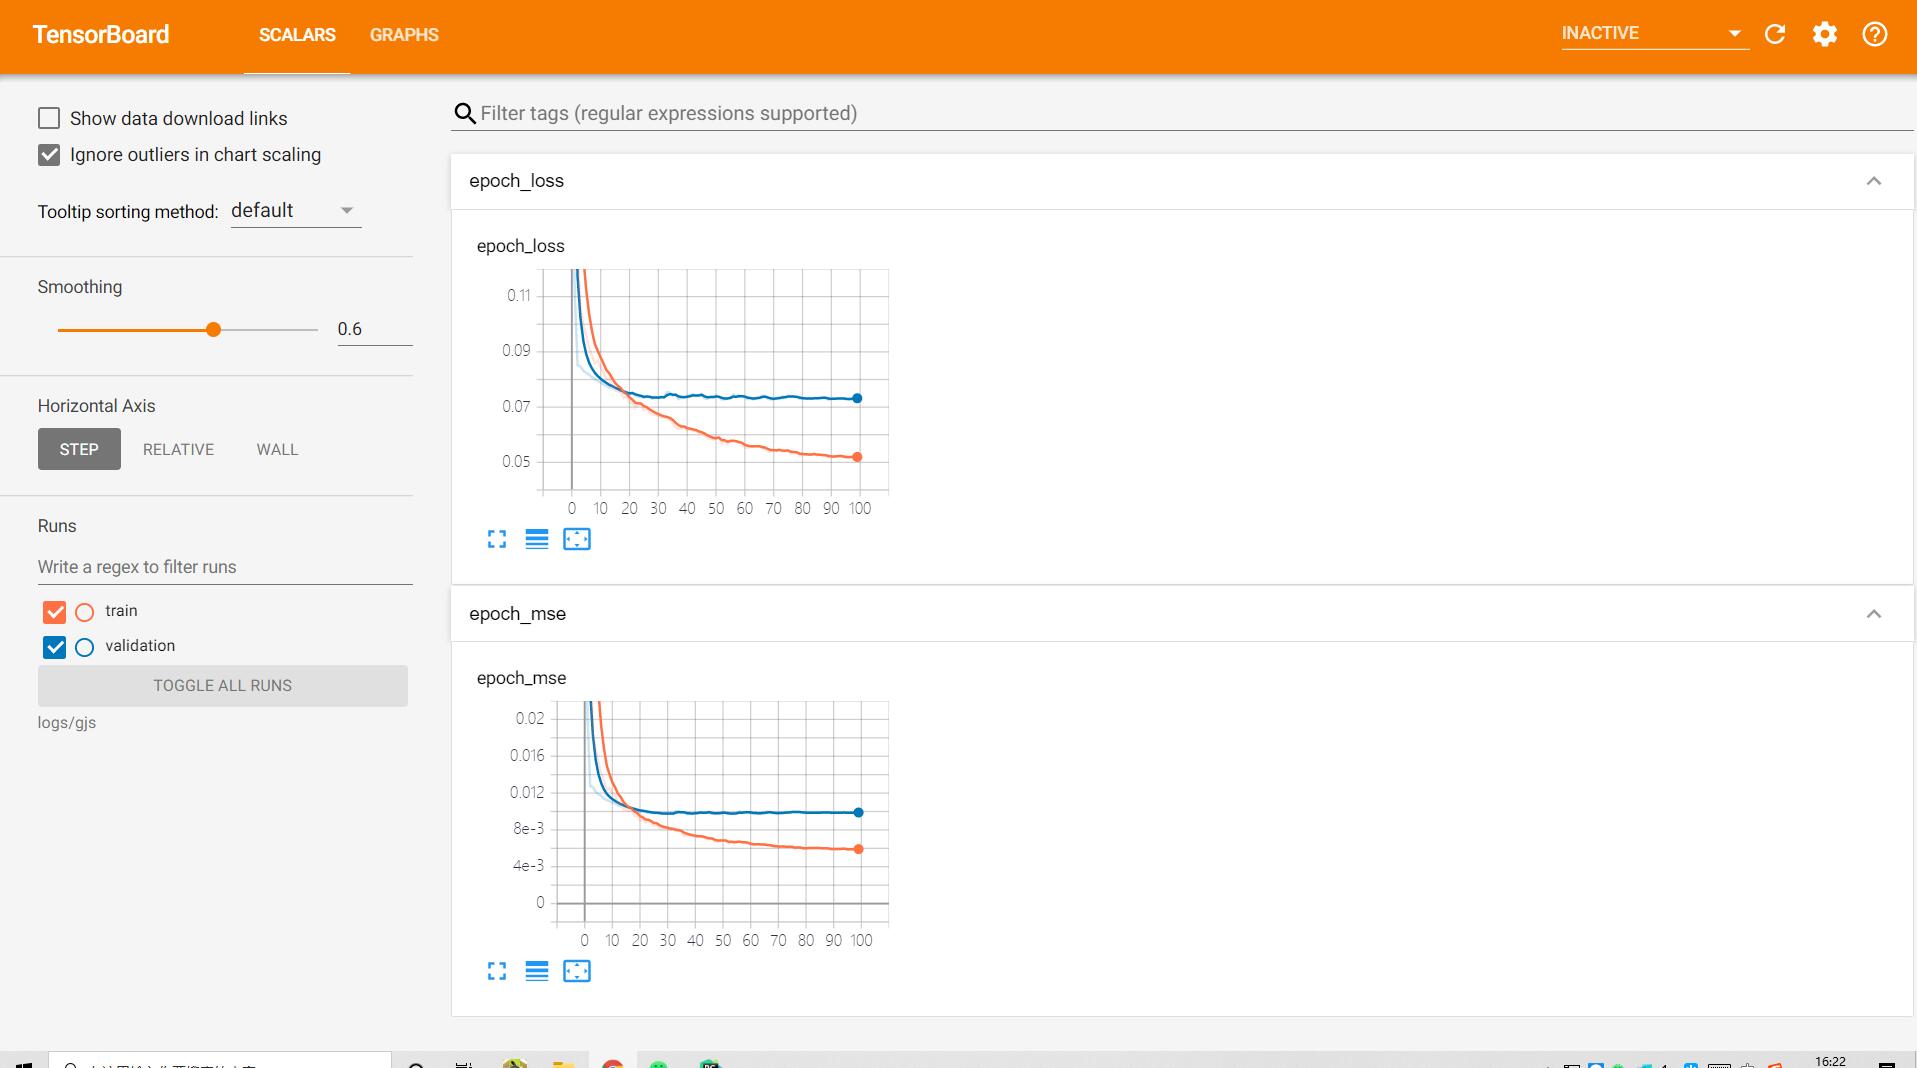 TensorBoard
SCALARS
GRAPHS
INACTIVE
Show data download links
Ignore outliers in chart scaling
Tooltip sorting method: default
Smoothing
0.6
Horizontal Axis
STEP
RELATIVE
WALL
Runs
Write a regex to filter runs
train
validation
TOGGLE ALL RUNS
logs/gjs
Filter tags (regular expressions supported)
epoch_loss
epoch_loss
0.11
0.09
0.07
0.05
0 10 20 30 40 50 60 70 80 90 100
epoch_mse
epoch_mse
0.02
0.016
0.012
8e-3
4e-3
0
0 10 20 30 40 50 60 70 80 90 100
16:22